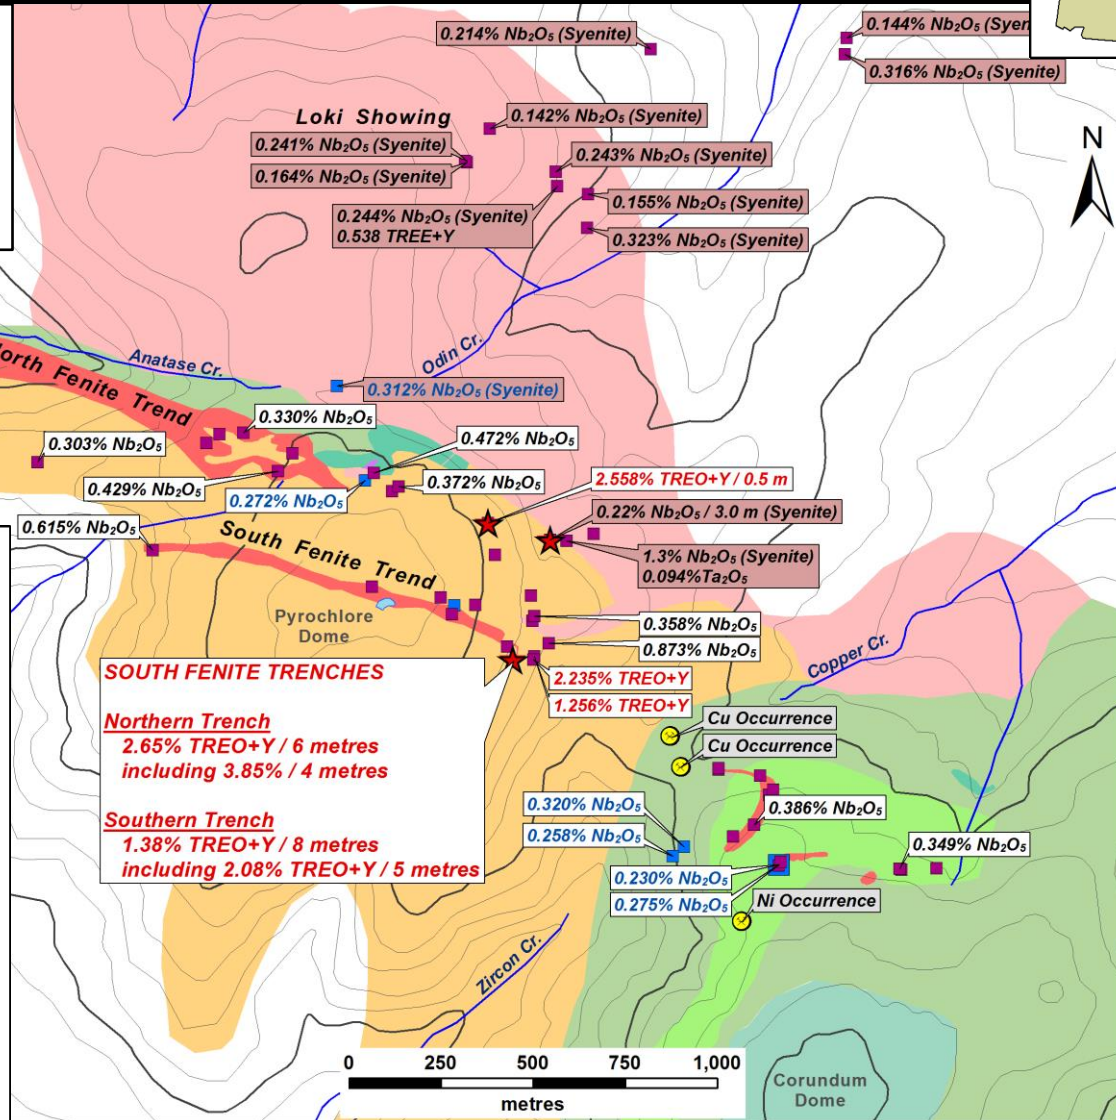 0.214% Nb₂O₅ (Syenite)
0.144% Nb₂O₅ (Syen
0.316% Nb₂O₅ (Syenite)
Loki Showing
0.142% Nb₂O₅ (Syenite)
0.241% Nb₂O₅ (Syenite)
0.164% Nb₂O₅ (Syenite)
0.243% Nb₂O₅ (Syenite)
0.155% Nb₂O₅ (Syenite)
0.244% Nb₂O₅ (Syenite)
0.538 TREE+Y
0.323% Nb₂O₅ (Syenite)
N
Anatase Cr.
Odin Cr.
North Fenite Trend
0.312% Nb₂O₅ (Syenite)
0.330% Nb₂O₅
0.303% Nb₂O₅
0.472% Nb₂O₅
0.429% Nb₂O₅
0.272% Nb₂O₅
0.372% Nb₂O₅
2.558% TREO+Y / 0.5 m
0.22% Nb₂O₅ / 3.0 m (Syenite)
0.615% Nb₂O₅
South Fenite Trend
1.3% Nb₂O₅ (Syenite)
0.094%Ta₂O₅
Pyrochlore
Dome
0.358% Nb₂O₅
0.873% Nb₂O₅
2.235% TREO+Y
1.256% TREO+Y
Copper Cr.
SOUTH FENITE TRENCHES
Northern Trench
2.65% TREO+Y / 6 metres
including 3.85% / 4 metres
Southern Trench
1.38% TREO+Y / 8 metres
including 2.08% TREO+Y / 5 metres
Cu Occurrence
Cu Occurrence
0.320% Nb₂O₅
0.258% Nb₂O₅
0.386% Nb₂O₅
0.349% Nb₂O₅
0.230% Nb₂O₅
0.275% Nb₂O₅
Ni Occurrence
Zircon Cr.
0 250 500 750 1,000
metres
Corundum
Dome